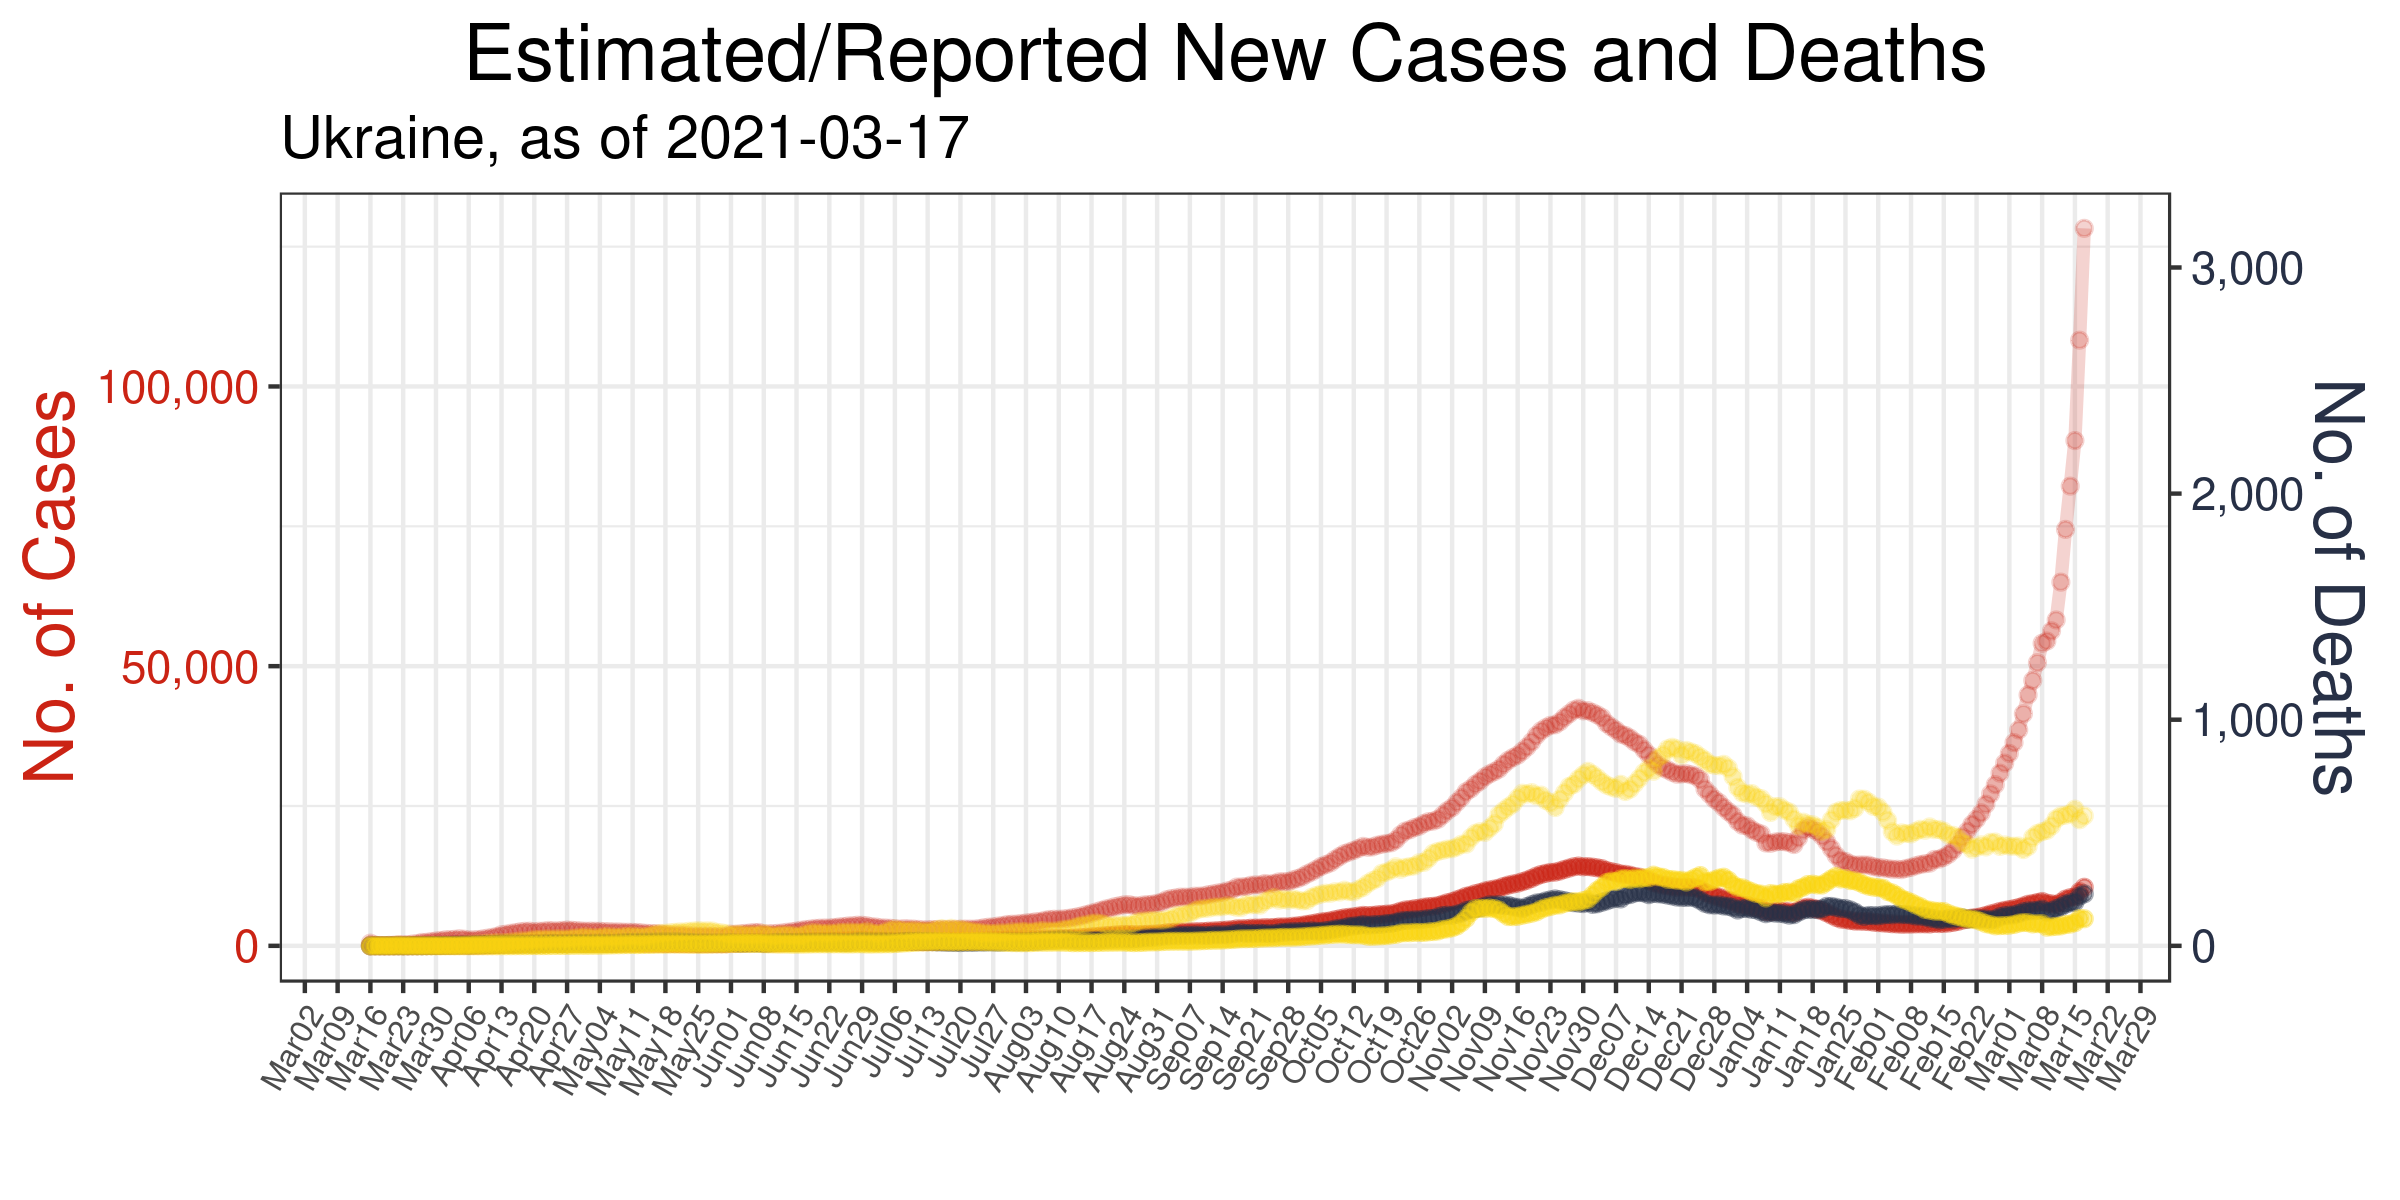 Estimated/Reported New Cases and Deaths
Ukraine, as of 2021-03-17
No. of Cases
100,000
50,000
0
3,000
2,000
1,000
0
No. of Deaths
Mar02 Mar09 Mar16 Mar23 Mar30 Apr06 Apr13 Apr20 Apr27 May04 May11 May18 May25 Jun01 Jun08 Jun15 Jun22 Jun29 Jul06 Jul13 Jul20 Jul27 Aug03 Aug10 Aug17 Aug24 Aug31 Sep07 Sep14 Sep21 Sep28 Oct05 Oct12 Oct19 Oct26 Nov02 Nov09 Nov16 Nov23 Nov30 Dec07 Dec14 Dec21 Dec28 Jan04 Jan11 Jan18 Jan25 Feb01 Feb08 Feb15 Feb22 Mar01 Mar08 Mar15 Mar22 Mar29